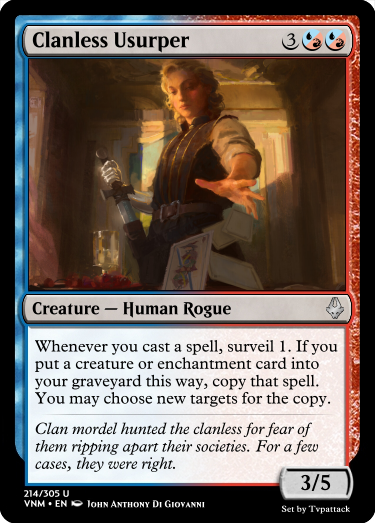 Clanless Usurper 3
Creature — Human Rogue
Whenever you cast a spell, surveil 1. If you
put a creature or enchantment card into
your graveyard this way, copy that spell.
You may choose new targets for the copy.
Clan mordel hunted the clanless for fear of
them ripping apart their societies. For a few
cases, they were right.
3/5
214/305 U
VNM • EN John Anthony Di Giovanni
Set by Tvpattack